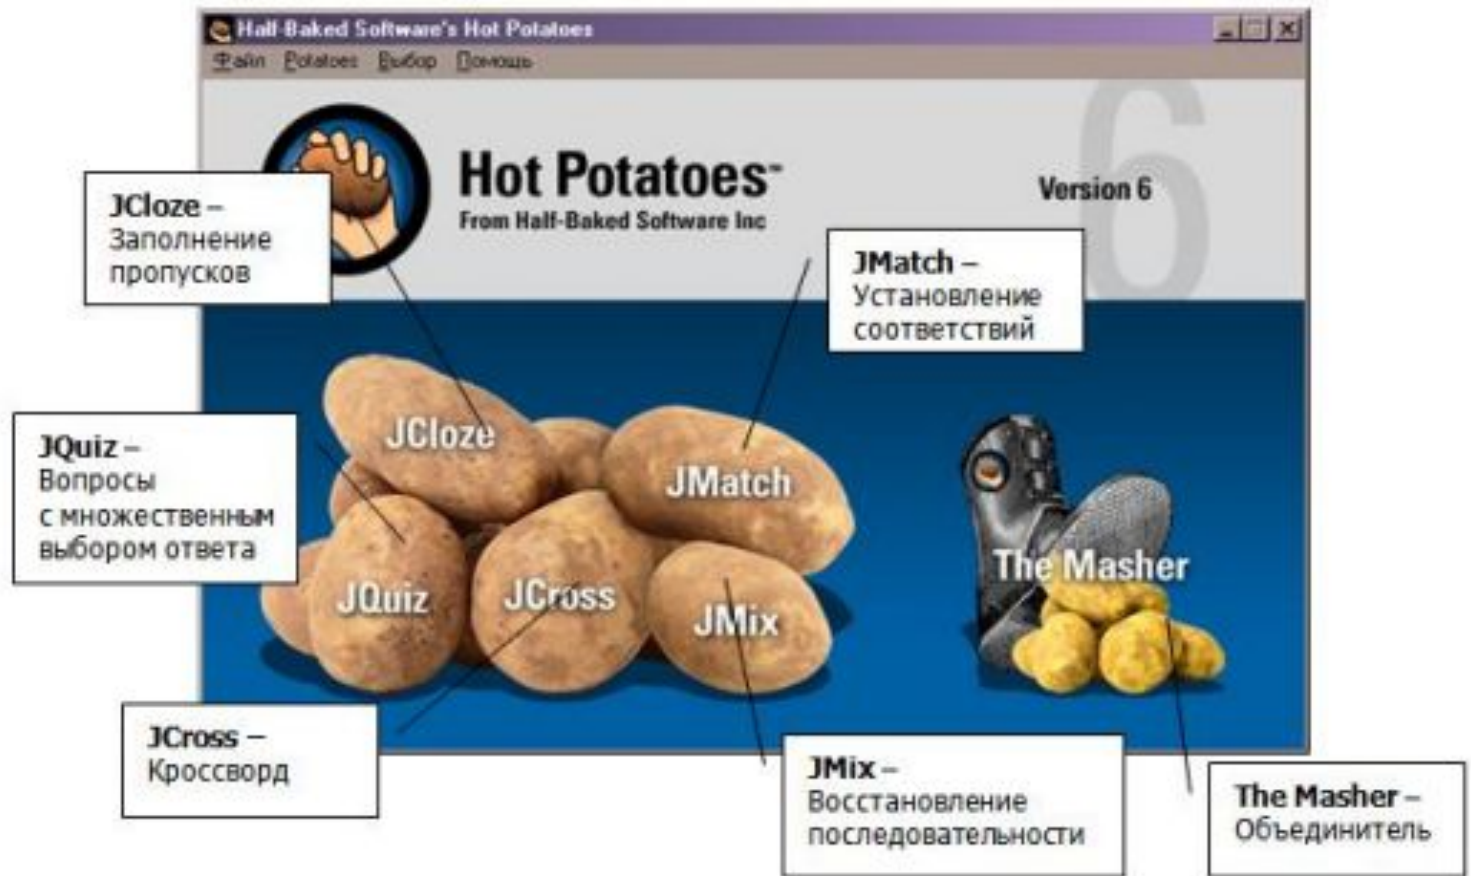 Half-Baked Software's Hot Potatoes
Файл Potatoes Выбор Помощь
6
Hot Potatoes™
From Half-Baked Software Inc
Version 6
JCloze –
Заполнение
пропусков
JMatch –
Установление
соответствий
JQuiz –
Вопросы
с множественным
выбором ответа
JCloze
JMatch
JQuiz
JCross
JMix
The Masher
JCross –
Кроссворд
JMix –
Восстановление
последовательности
The Masher –
Объединитель